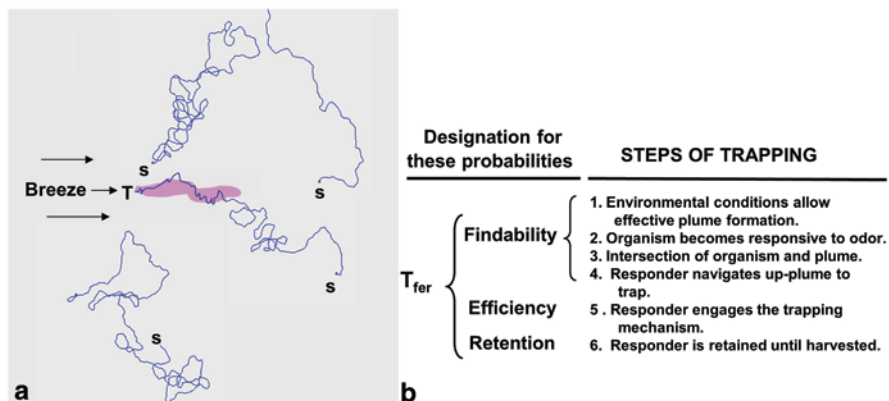 s
Breeze
T
s
s
s
a
Designation for
these probabilities
STEPS OF TRAPPING
T fer
Findability
Efficiency
Retention
1. Environmental conditions allow
effective plume formation.
2. Organism becomes responsive to odor.
3. Intersection of organism and plume.
4. Responder navigates up-plume to
trap.
5 . Responder engages the trapping
mechanism.
6. Responder is retained until harvested.
b